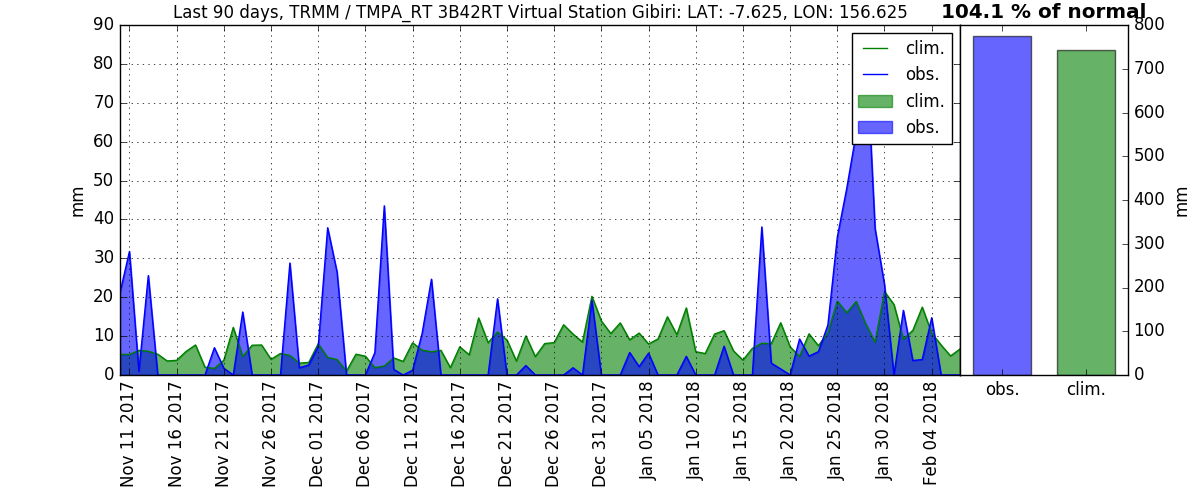 Last 90 days, TRMM / TMPA_RT 3B42RT Virtual Station Gibiri: LAT: -7.625, LON: 156.625
104.1 % of normal
90
80
70
60
50
40
30
20
10
0
mm
clim.
obs.
clim.
obs.
Nov 11 2017
Nov 16 2017
Nov 21 2017
Nov 26 2017
Dec 01 2017
Dec 06 2017
Dec 11 2017
Dec 16 2017
Dec 21 2017
Dec 26 2017
Dec 31 2017
Jan 05 2018
Jan 10 2018
Jan 15 2018
Jan 20 2018
Jan 25 2018
Jan 30 2018
Feb 04 2018
800
700
600
500
400
300
200
100
0
mm
obs.
clim.